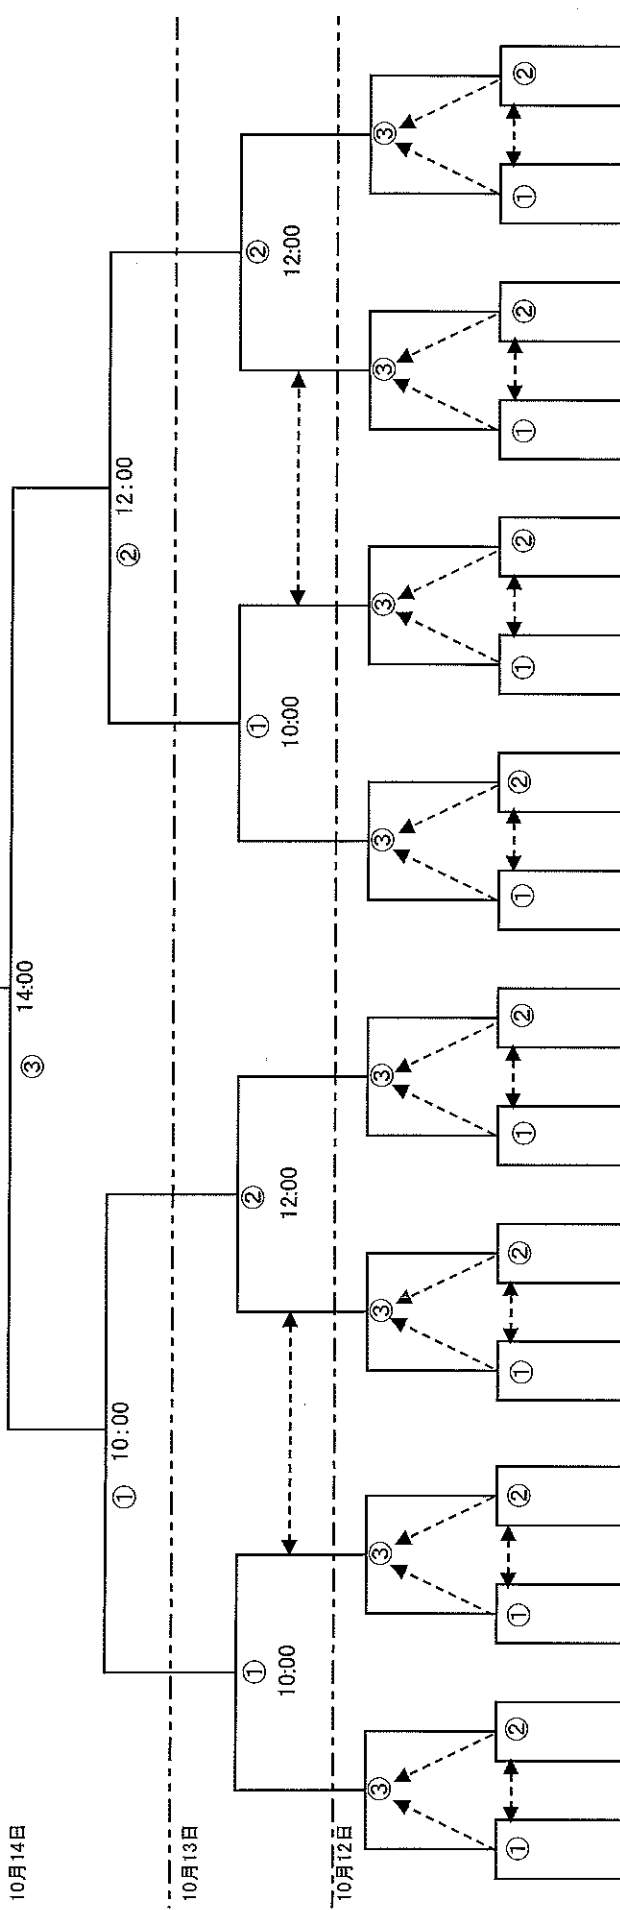 10月14日
③ 14:00
① 10:00 ② 12:00
10月13日
① ② ① ②
10:00 12:00 10:00 12:00
10月12日
③ ③ ③ ③ ③ ③ ③ ③
① ② ① ② ① ② ① ② ① ② ① ② ① ② ① ②